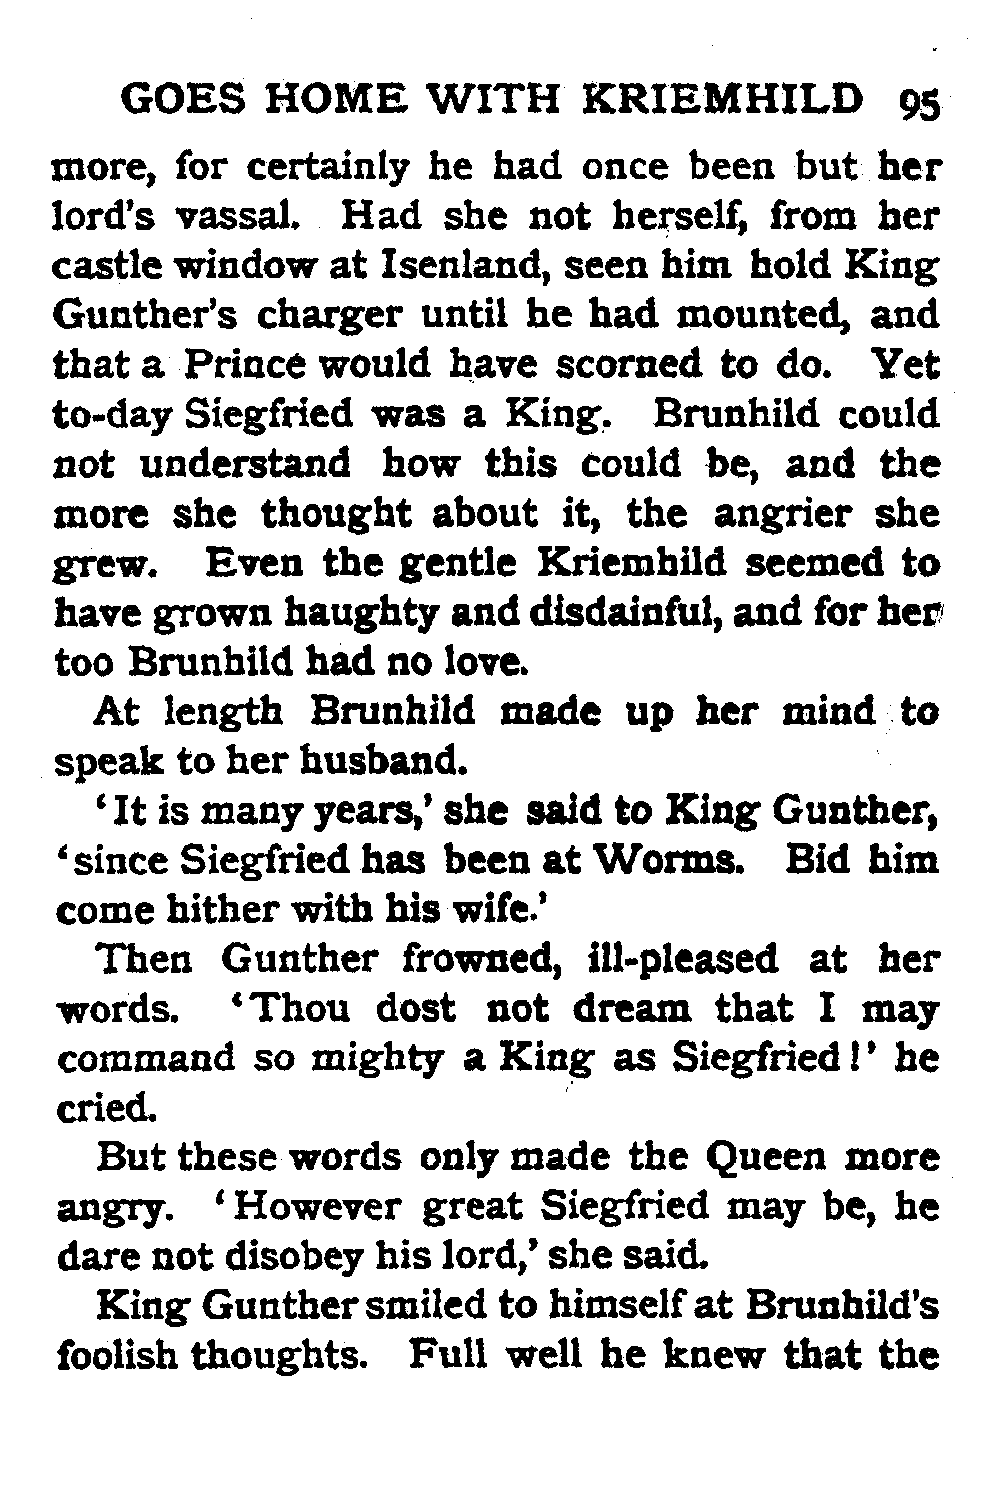 GOES HOME WITH KRIEMHILD 95
more, for certainly he had once been but her
lord's vassal. Had she not herself, from her
castle window at Isenland, seen him hold King
Gunther's charger until he had mounted, and
that a Prince would have scorned to do. Yet
to-day Siegfried was a King. Brunhild could
not understand how this could be, and the
more she thought about it, the angrier she
grew. Even the gentle Kriemhild seemed to
have grown haughty and disdainful, and for her
too Brunhild had no love.
At length Brunhild made up her mind to
speak to her husband.
‘It is many years,’ she said to King Gunther,
‘since Siegfried has been at Worms. Bid him
come hither with his wife.’
Then Gunther frowned, ill-pleased at her
words. ‘Thou dost not dream that I may
command so mighty a King as Siegfried!’ he
cried.
But these words only made the Queen more
angry. ‘However great Siegfried may be, he
dare not disobey his lord,’ she said.
King Gunther smiled to himself at Brunhild's
foolish thoughts. Full well he knew that the